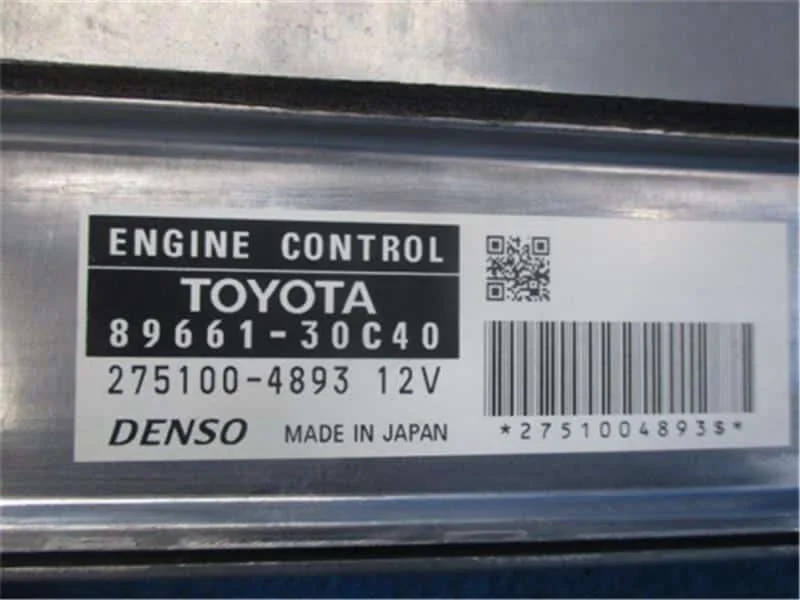 ENGINE CONTROL
TOYOTA
89661-30C40
275100-4893 12V
DENSO MADE IN JAPAN
*2751004893$*